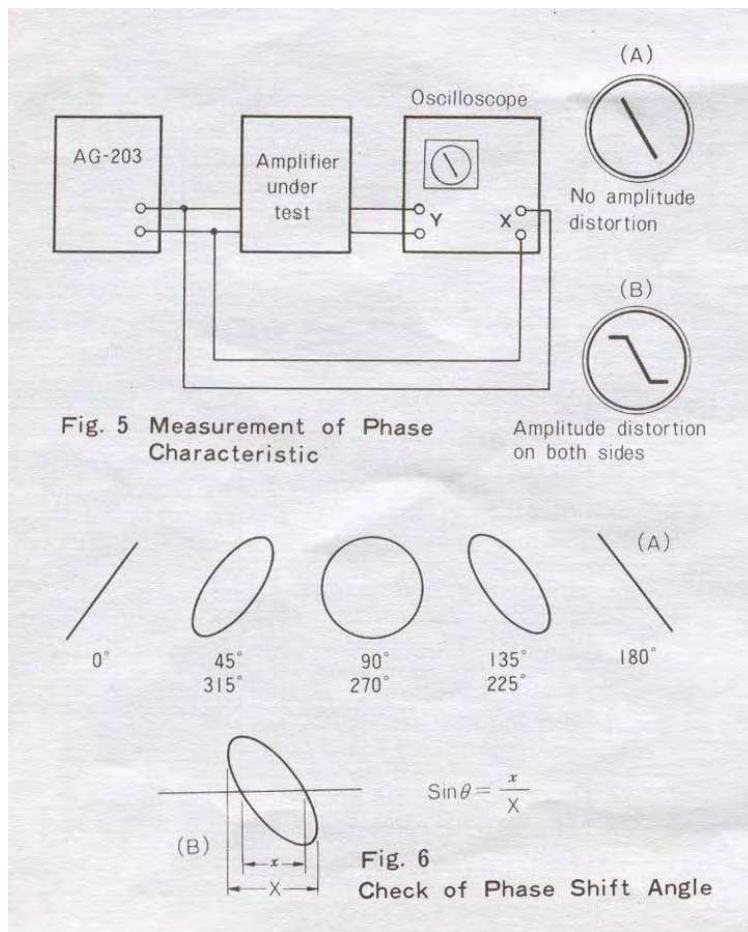 (A)
Oscilloscope
AG-203
Amplifier
under
test
Y
X
No amplitude
distortion
(B)
Fig. 5 Measurement of Phase
Characteristic
Amplitude distortion
on both sides
(A)
0°
45°
315°
90°
270°
135°
225°
180°
Sinθ = x / X
(B)
x
X
Fig. 6
Check of Phase Shift Angle